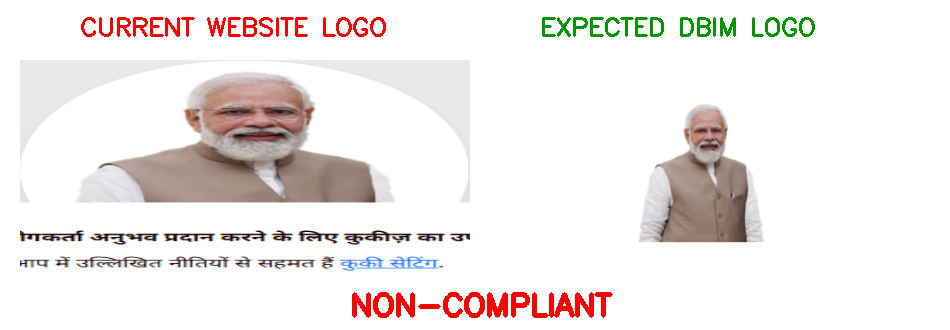 CURRENT WEBSITE LOGO
EXPECTED DBIM LOGO
अनुभव प्रदान करने के लिए कुकीज़ का
में उल्लिखित नीतियों से सहमत हैं कुकी सेटिंग.
NON-COMPLIANT